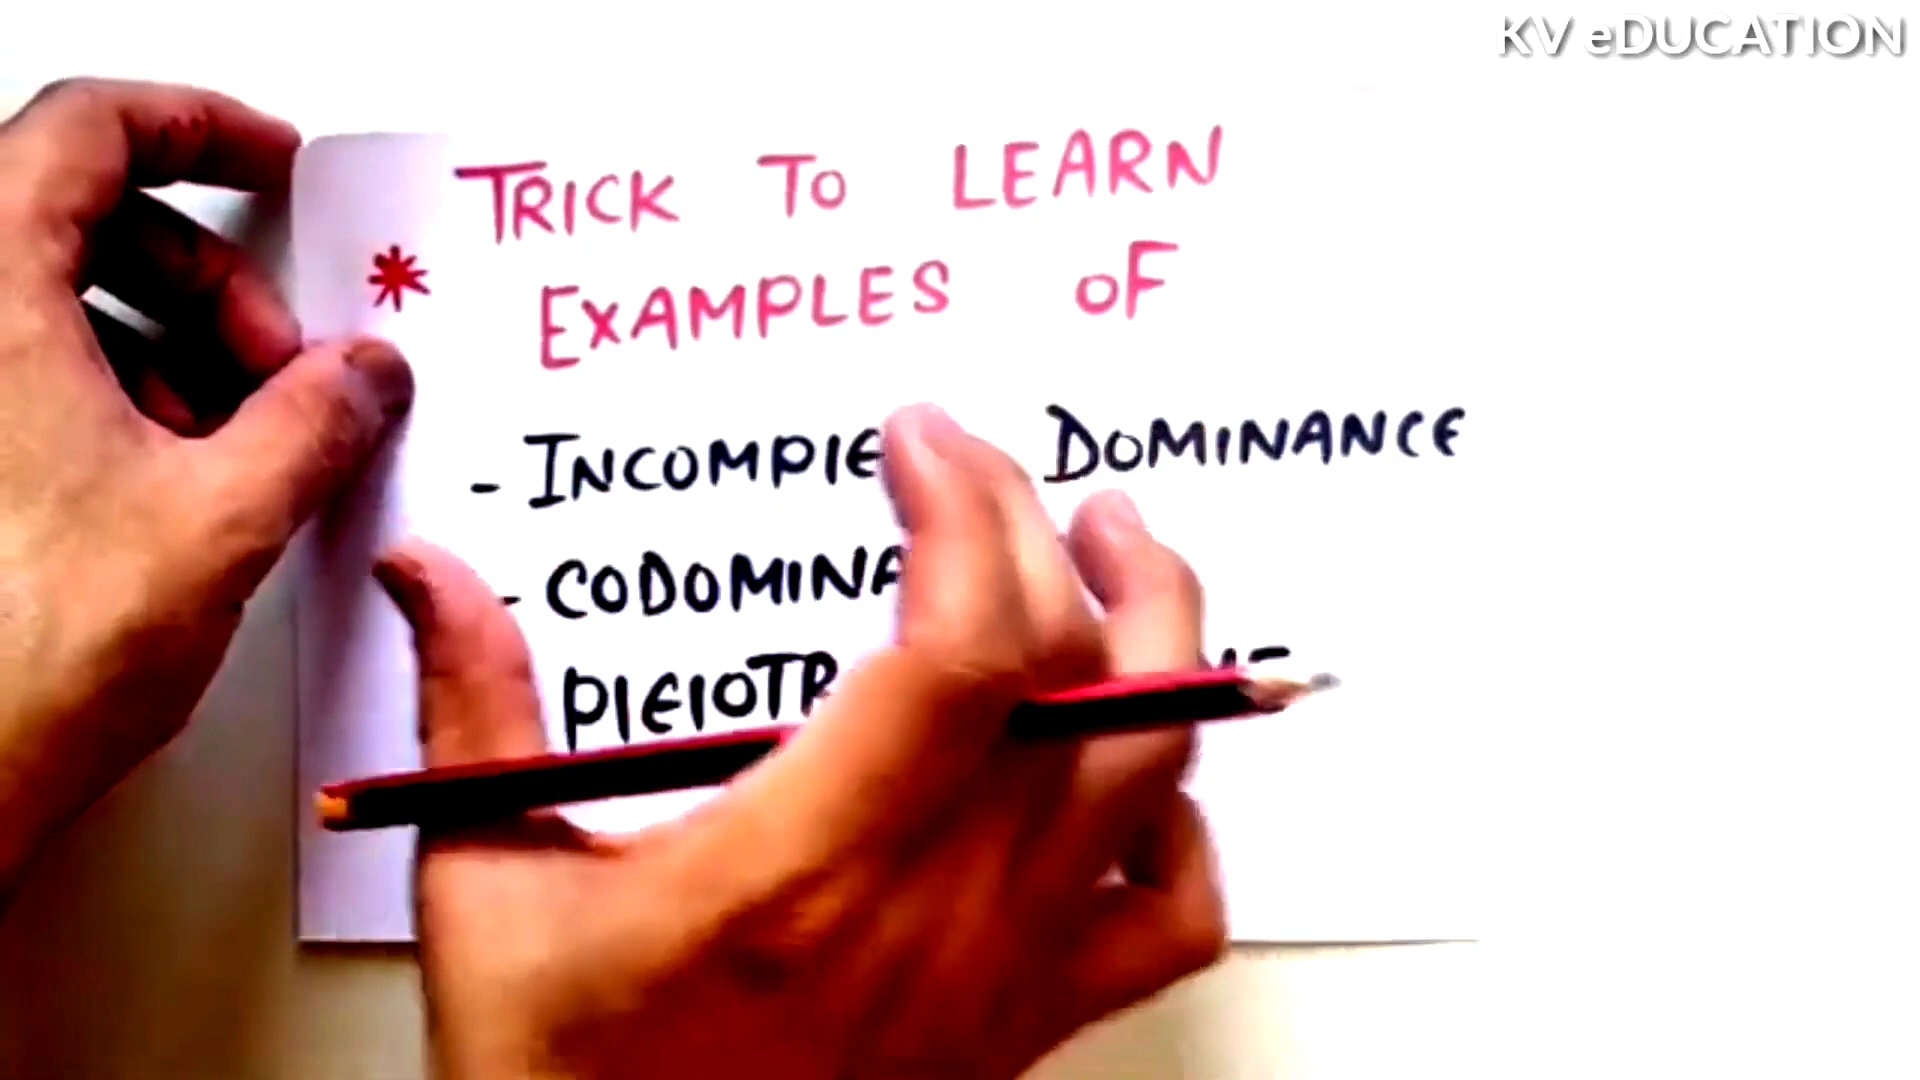 KV eDUCATION
TRICK TO LEARN
* EXAMPLES OF
- INCOMPLE DOMINANCE
- CODOMINA
PLEIOTR